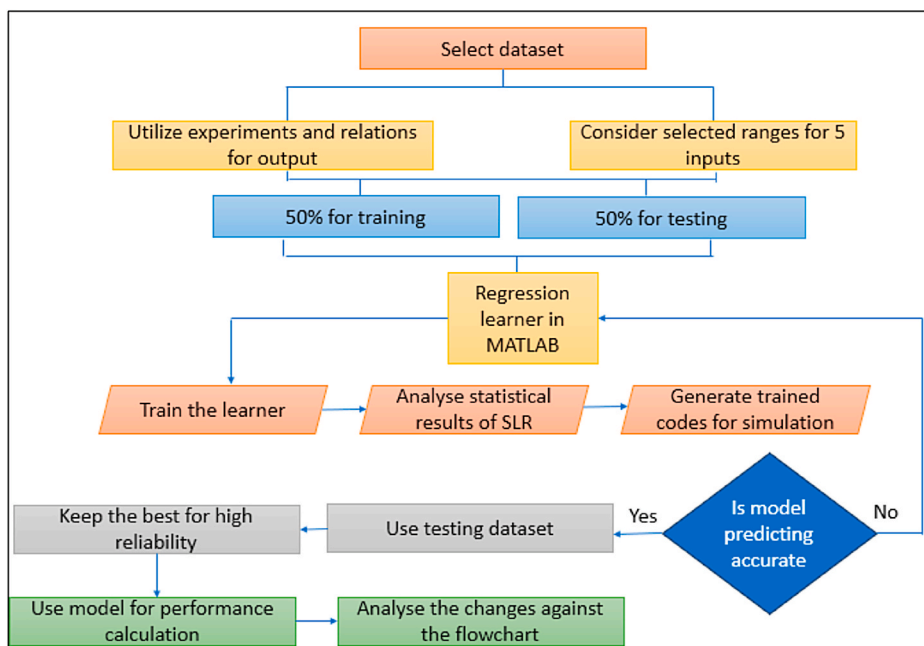 Select dataset
Utilize experiments and relations
for output
Consider selected ranges for 5
inputs
50% for training
50% for testing
Regression
learner in
MATLAB
Train the learner
Analyse statistical
results of SLR
Generate trained
codes for simulation
Is model
predicting
accurate
No
Yes
Use testing dataset
Keep the best for high
reliability
Use model for performance
calculation
Analyse the changes against
the flowchart